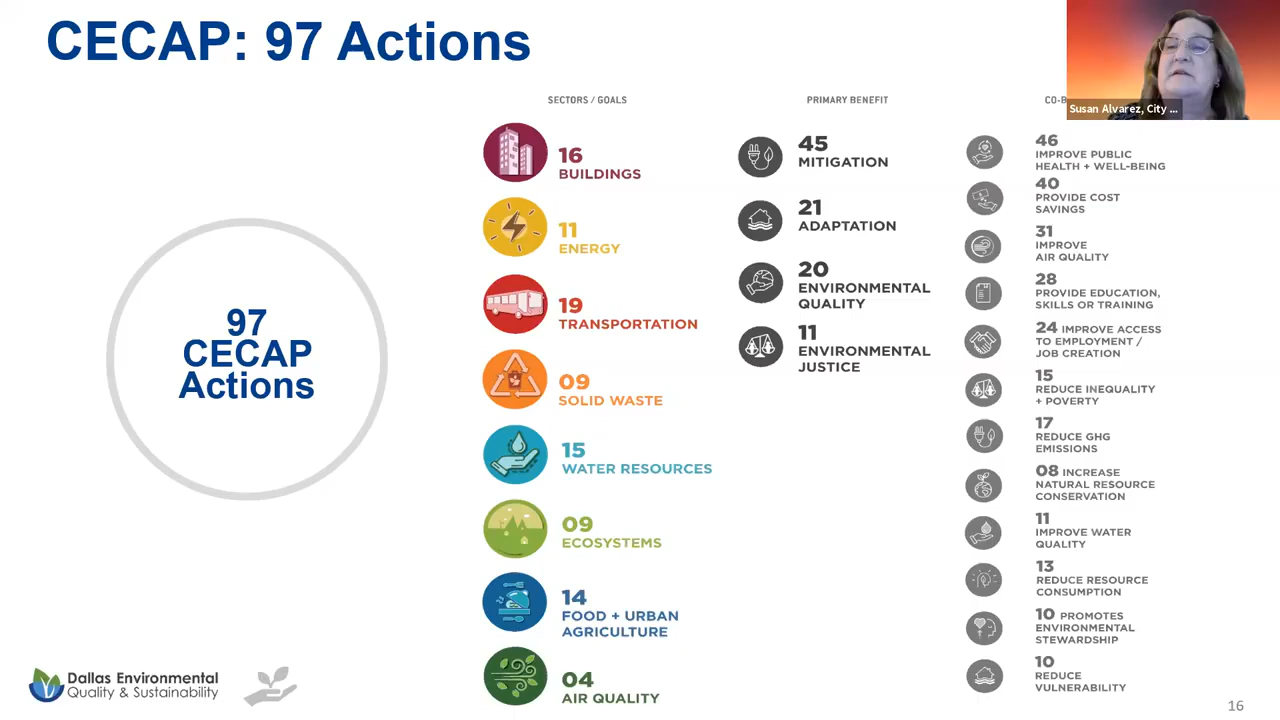 CECAP: 97 Actions
Susan Alvarez, City ...
97
CECAP
Actions
SECTORS / GOALS
16
BUILDINGS
11
ENERGY
19
TRANSPORTATION
09
SOLID WASTE
15
WATER RESOURCES
09
ECOSYSTEMS
14
FOOD + URBAN
AGRICULTURE
04
AIR QUALITY
PRIMARY BENEFIT
45
MITIGATION
21
ADAPTATION
20
ENVIRONMENTAL
QUALITY
11
ENVIRONMENTAL
JUSTICE
CO-B
46
IMPROVE PUBLIC
HEALTH + WELL-BEING
40
PROVIDE COST
SAVINGS
31
IMPROVE
AIR QUALITY
28
PROVIDE EDUCATION,
SKILLS OR TRAINING
24 IMPROVE ACCESS
TO EMPLOYMENT /
JOB CREATION
15
REDUCE INEQUALITY
+ POVERTY
17
REDUCE GHG
EMISSIONS
08 INCREASE
NATURAL RESOURCE
CONSERVATION
11
IMPROVE WATER
QUALITY
13
REDUCE RESOURCE
CONSUMPTION
10 PROMOTES
ENVIRONMENTAL
STEWARDSHIP
10
REDUCE
VULNERABILITY
Dallas Environmental
Quality & Sustainability
16